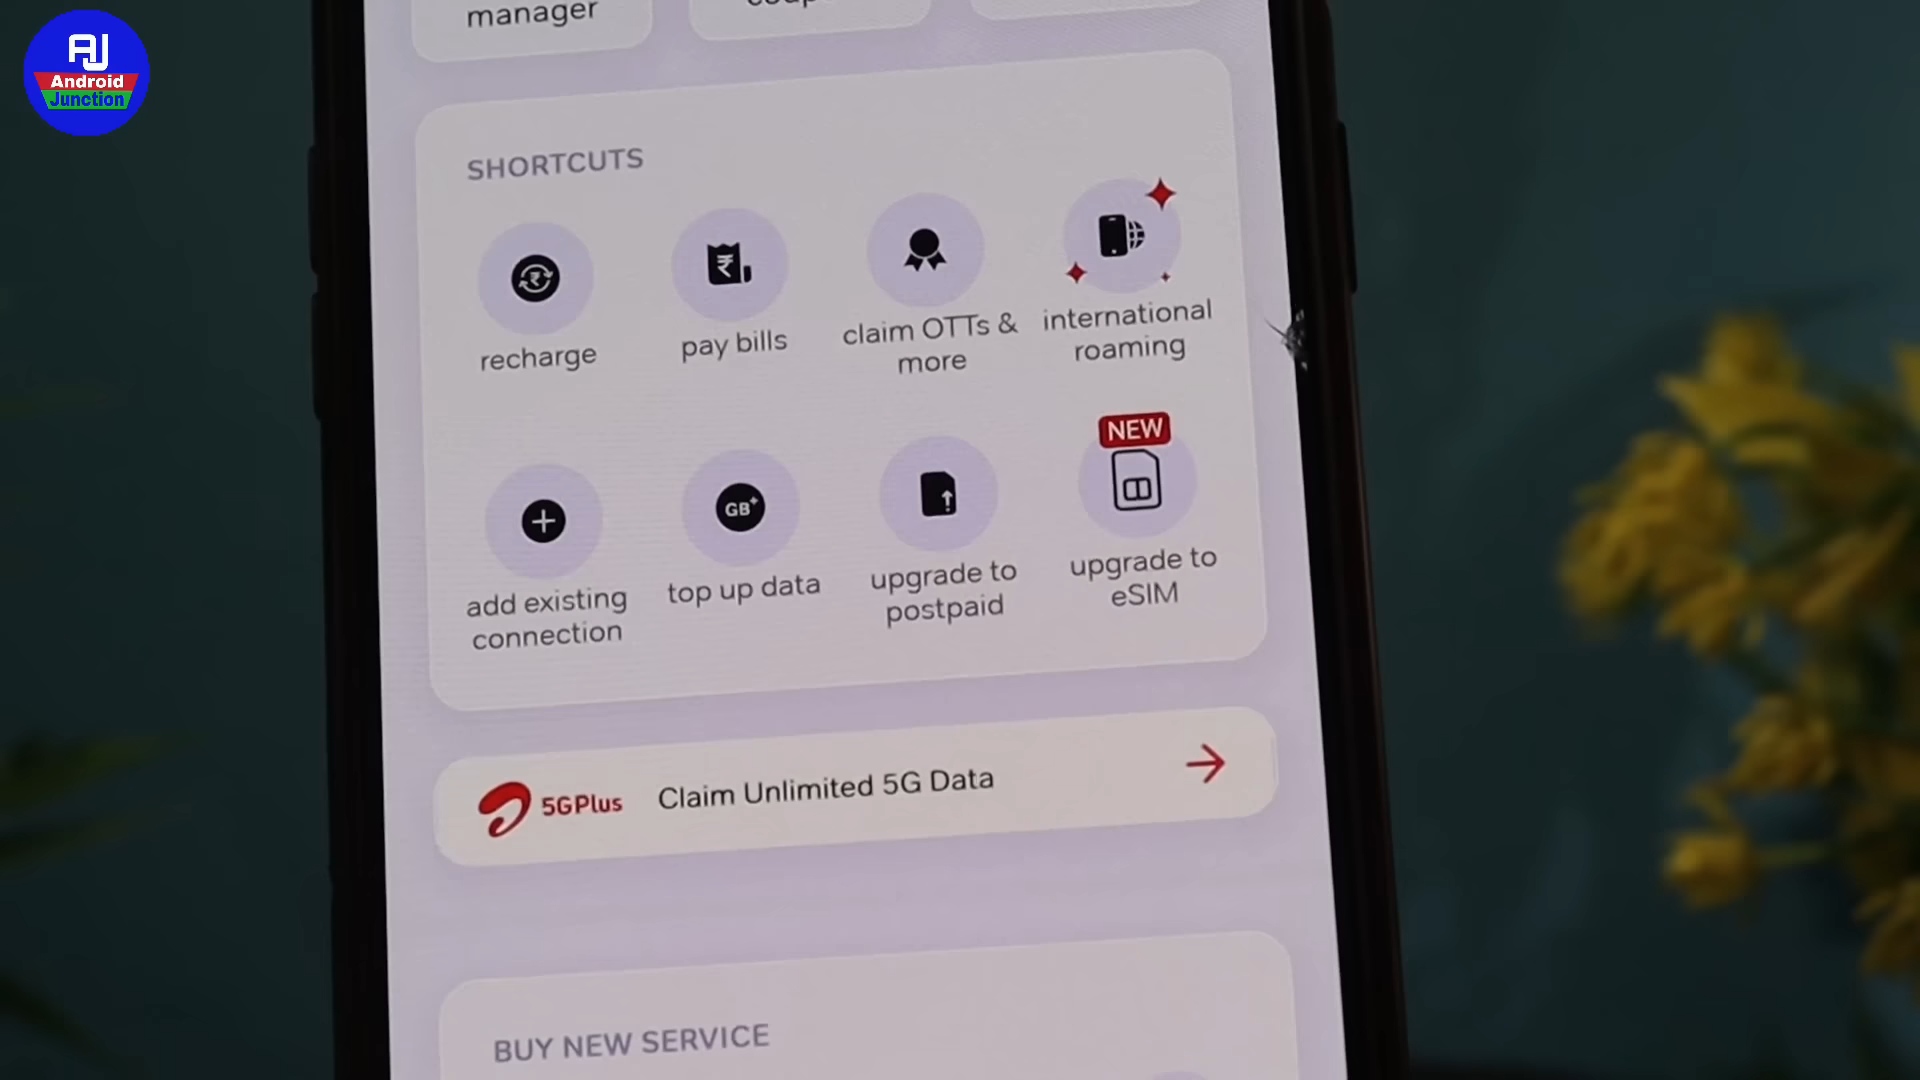 AJ
Android
Junction
manager
SHORTCUTS
recharge
pay bills
claim OTTs &
more
international
roaming
NEW
GB+
add existing
connection
top up data
upgrade to
postpaid
upgrade to
eSIM
5GPlus
Claim Unlimited 5G Data
BUY NEW SERVICE